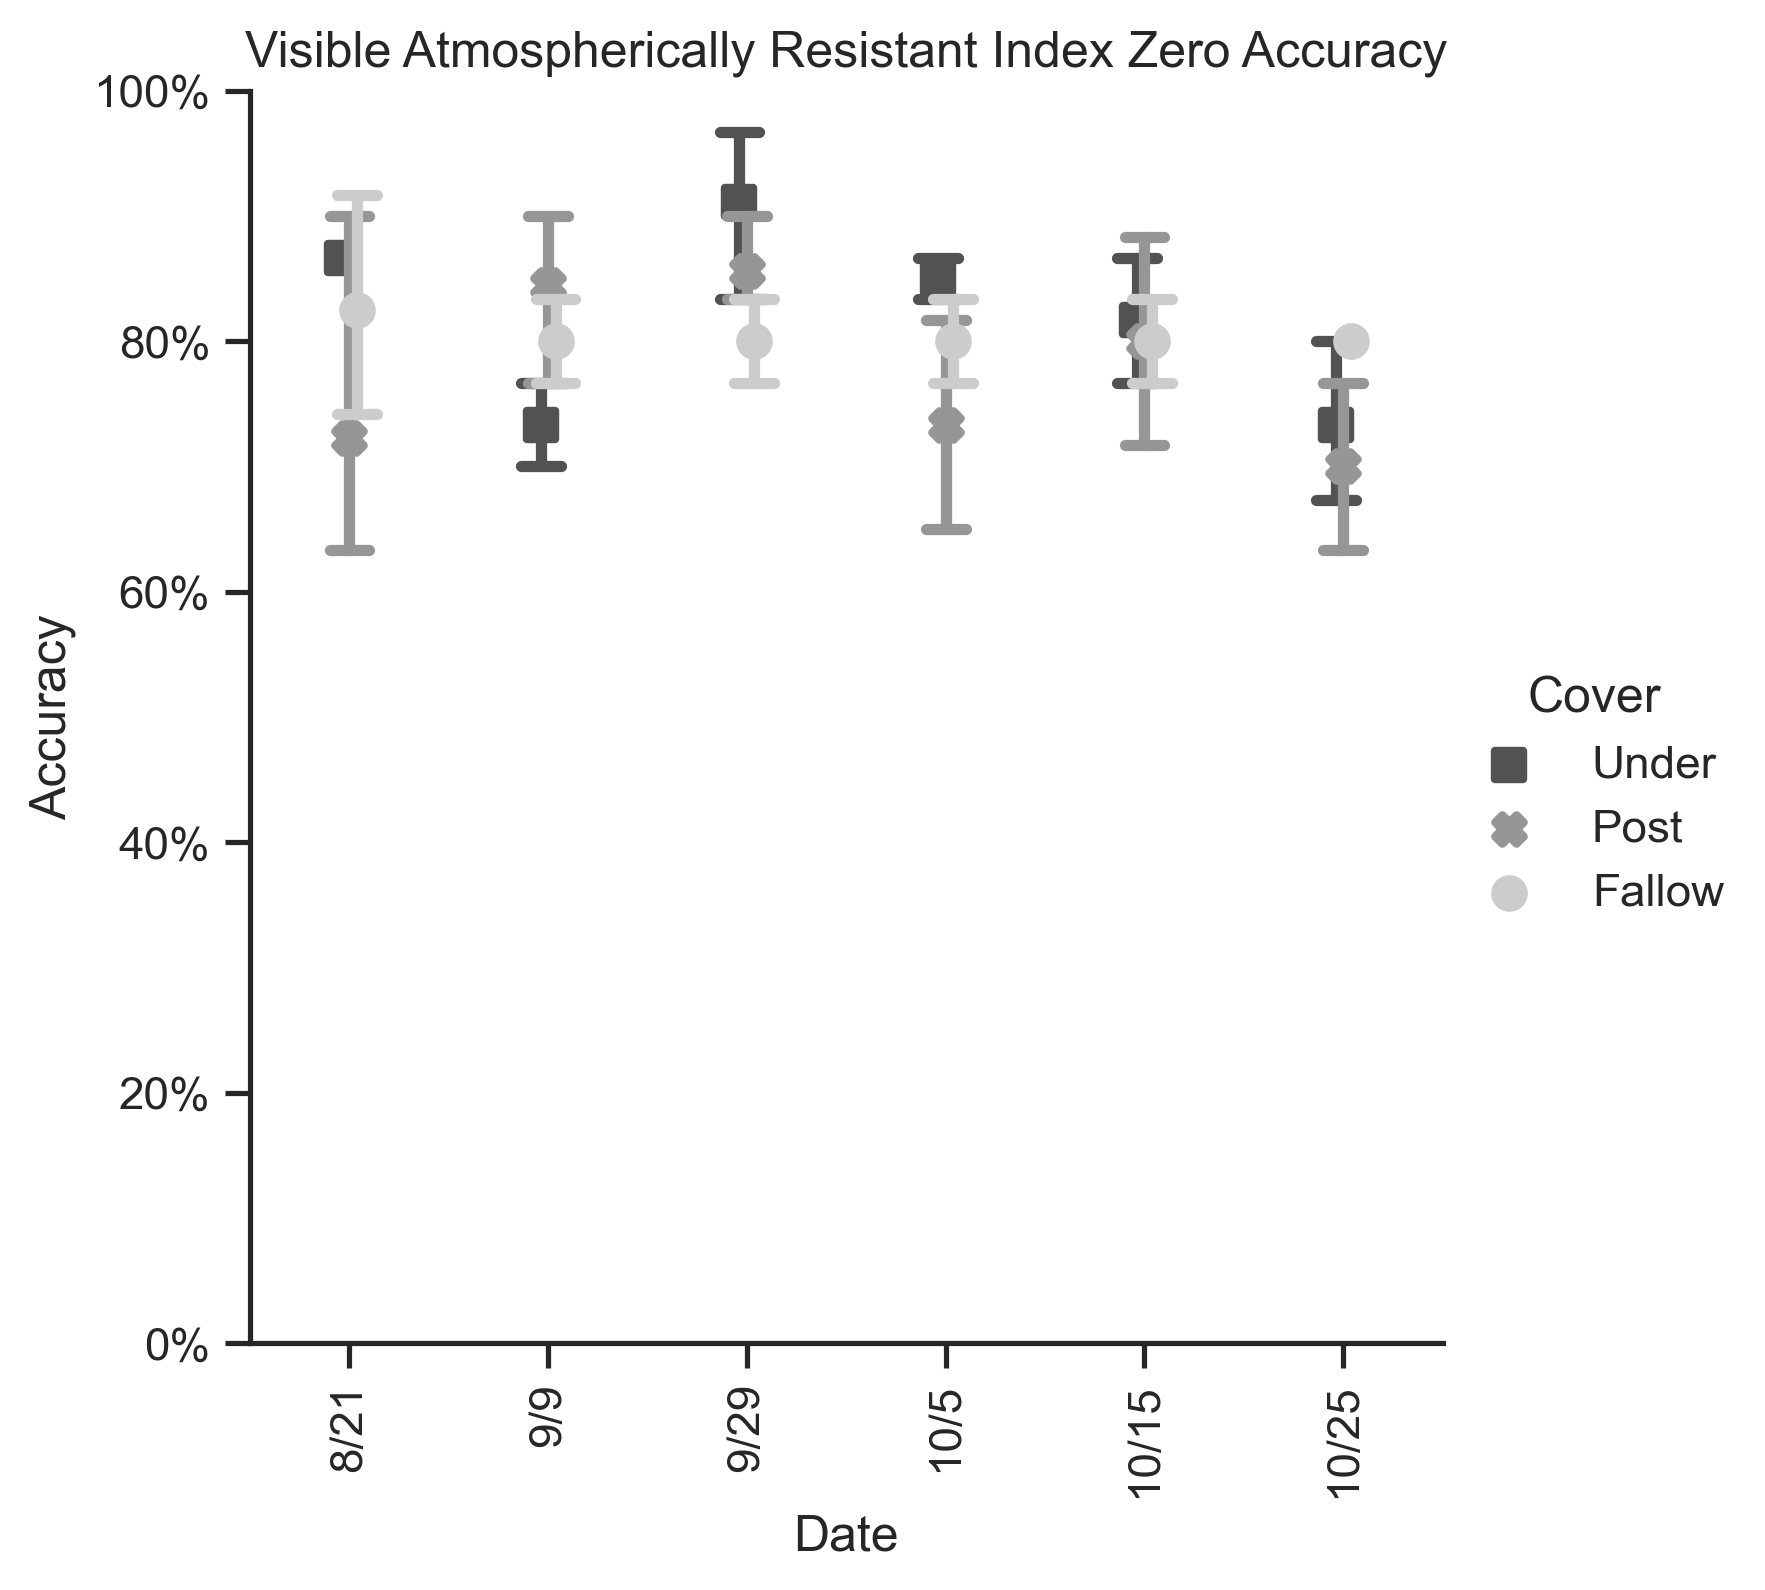 Visible Atmospherically Resistant Index Zero Accuracy
100%
80%
60%
40%
20%
0%
Accuracy
8/21
9/9
9/29
10/5
10/15
10/25
Date
Cover
Under
Post
Fallow